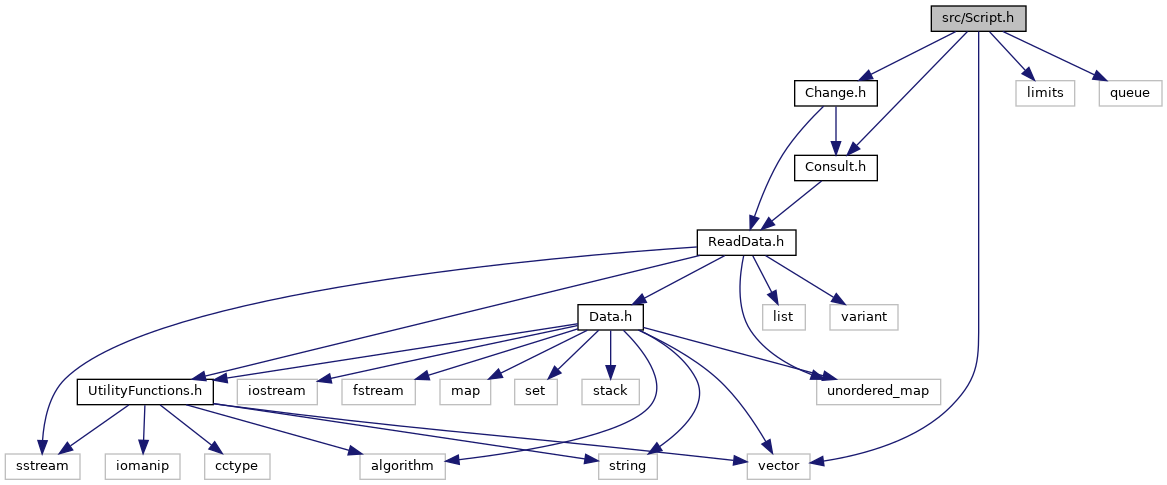 src/Script.h
Change.h
limits
queue
Consult.h
ReadData.h
Data.h
list
variant
UtilityFunctions.h
iostream
fstream
map
set
stack
unordered_map
sstream
iomanip
cctype
algorithm
string
vector